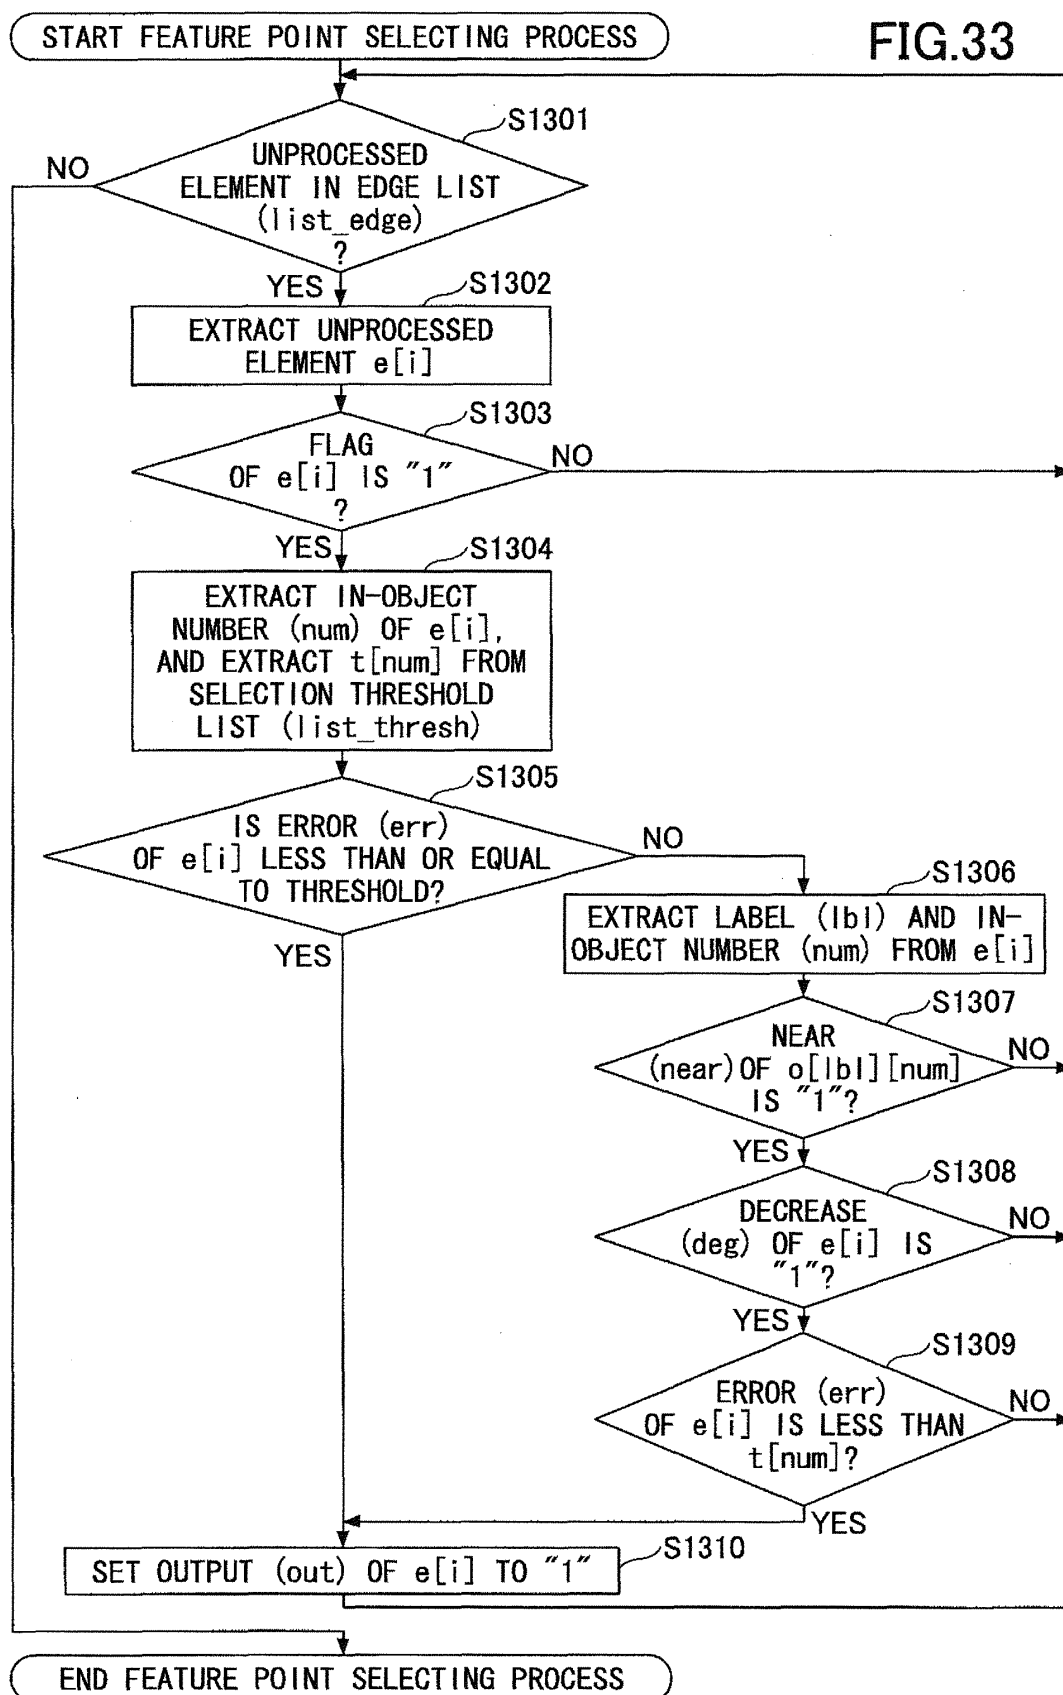 START FEATURE POINT SELECTING PROCESS
FIG.33
S1301
NO
UNPROCESSED
ELEMENT IN EDGE LIST
(list_edge)
?
YES
S1302
EXTRACT UNPROCESSED
ELEMENT e[i]
S1303
FLAG
OF e[i] IS "1"
?
NO
YES
S1304
EXTRACT IN-OBJECT
NUMBER (num) OF e[i],
AND EXTRACT t[num] FROM
SELECTION THRESHOLD
LIST (list_thresh)
S1305
IS ERROR (err)
OF e[i] LESS THAN OR EQUAL
TO THRESHOLD?
NO
YES
S1306
EXTRACT LABEL (lbl) AND IN-
OBJECT NUMBER (num) FROM e[i]
S1307
NEAR
(near) OF o[lbl][num]
IS "1"?
NO
YES
S1308
DECREASE
(deg) OF e[i] IS
"1"?
NO
YES
S1309
ERROR (err)
OF e[i] IS LESS THAN
t[num]?
NO
YES
S1310
SET OUTPUT (out) OF e[i] TO "1"
END FEATURE POINT SELECTING PROCESS